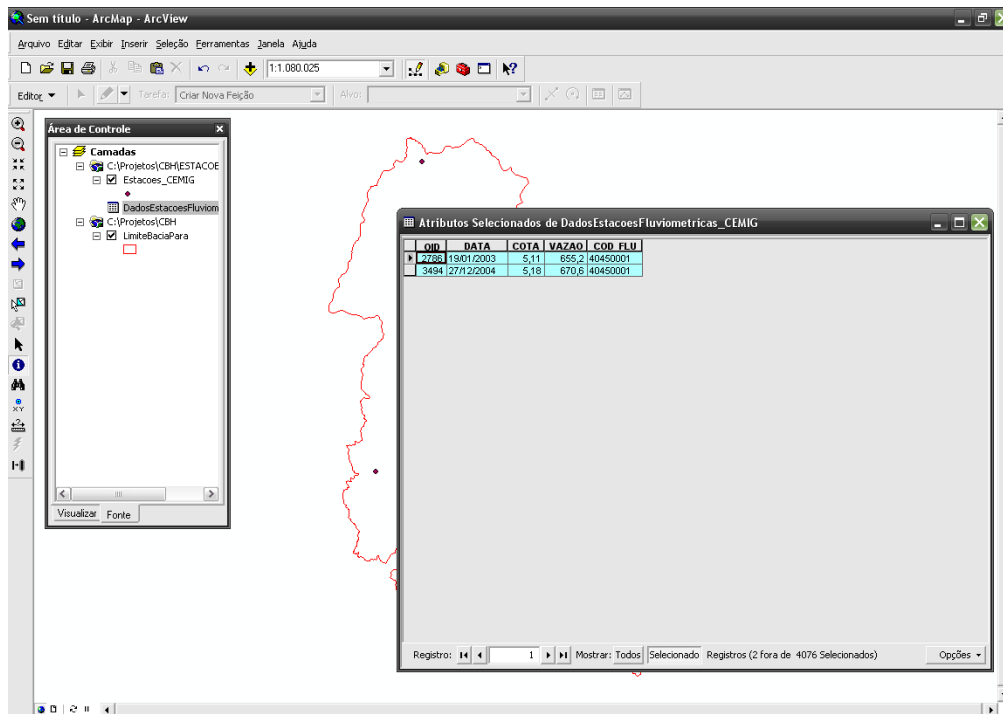 Sem título - ArcMap - ArcView
Arquivo Editar Exibir Inserir Seleção Ferramentas Janela Ajuda
1:1.080.025
Editor Tarefa: Criar Nova Feição Alvo:
Área de Controle
Camadas
C:\Projetos\CBH\ESTACOE
Estacoes_CEMIG
DadosEstacoesFluviom
C:\Projetos\CBH
LimiteBaciaPara
Visualizar Fonte
Atributos Selecionados de DadosEstacoesFluviometricas_CEMIG
OID DATA COTA VAZAO COD_FLU
2786 19/01/2003 5,11 655,2 40450001
3494 27/12/2004 5,18 670,6 40450001
Registro: 1 Mostrar: Todos Selecionado Registros (2 fora de 4076 Selecionados) Opções